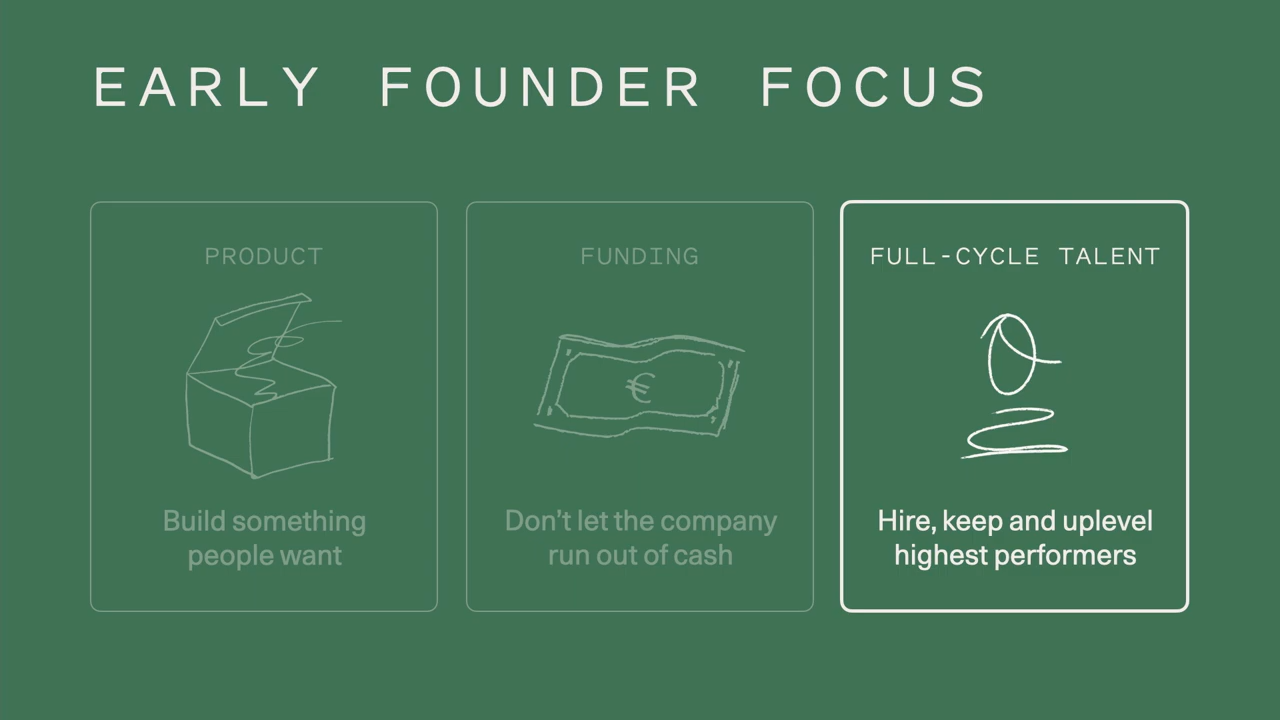 EARLY FOUNDER FOCUS
PRODUCT
Build something
people want
FUNDING
€
Don't let the company
run out of cash
FULL-CYCLE TALENT
Hire, keep and uplevel
highest performers